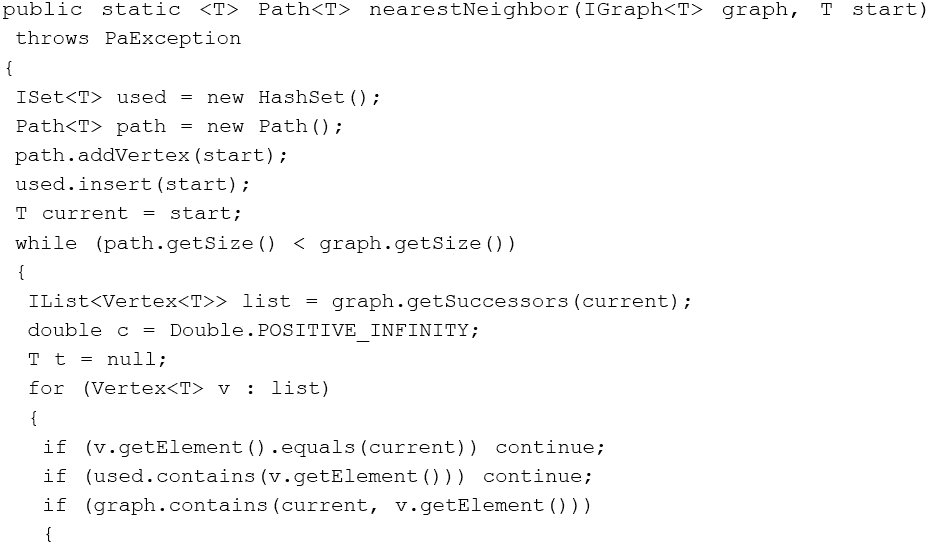 public static <T> Path<T> nearestNeighbor(IGraph<T> graph, T start)
throws PaException
{
ISet<T> used = new HashSet();
Path<T> path = new Path();
path.addVertex(start);
used.insert(start);
T current = start;
while (path.getSize() < graph.getSize())
{
IList<Vertex<T>> list = graph.getSuccessors(current);
double c = Double.POSITIVE_INFINITY;
T t = null;
for (Vertex<T> v : list)
{
if (v.getElement().equals(current)) continue;
if (used.contains(v.getElement())) continue;
if (graph.contains(current, v.getElement()))
{